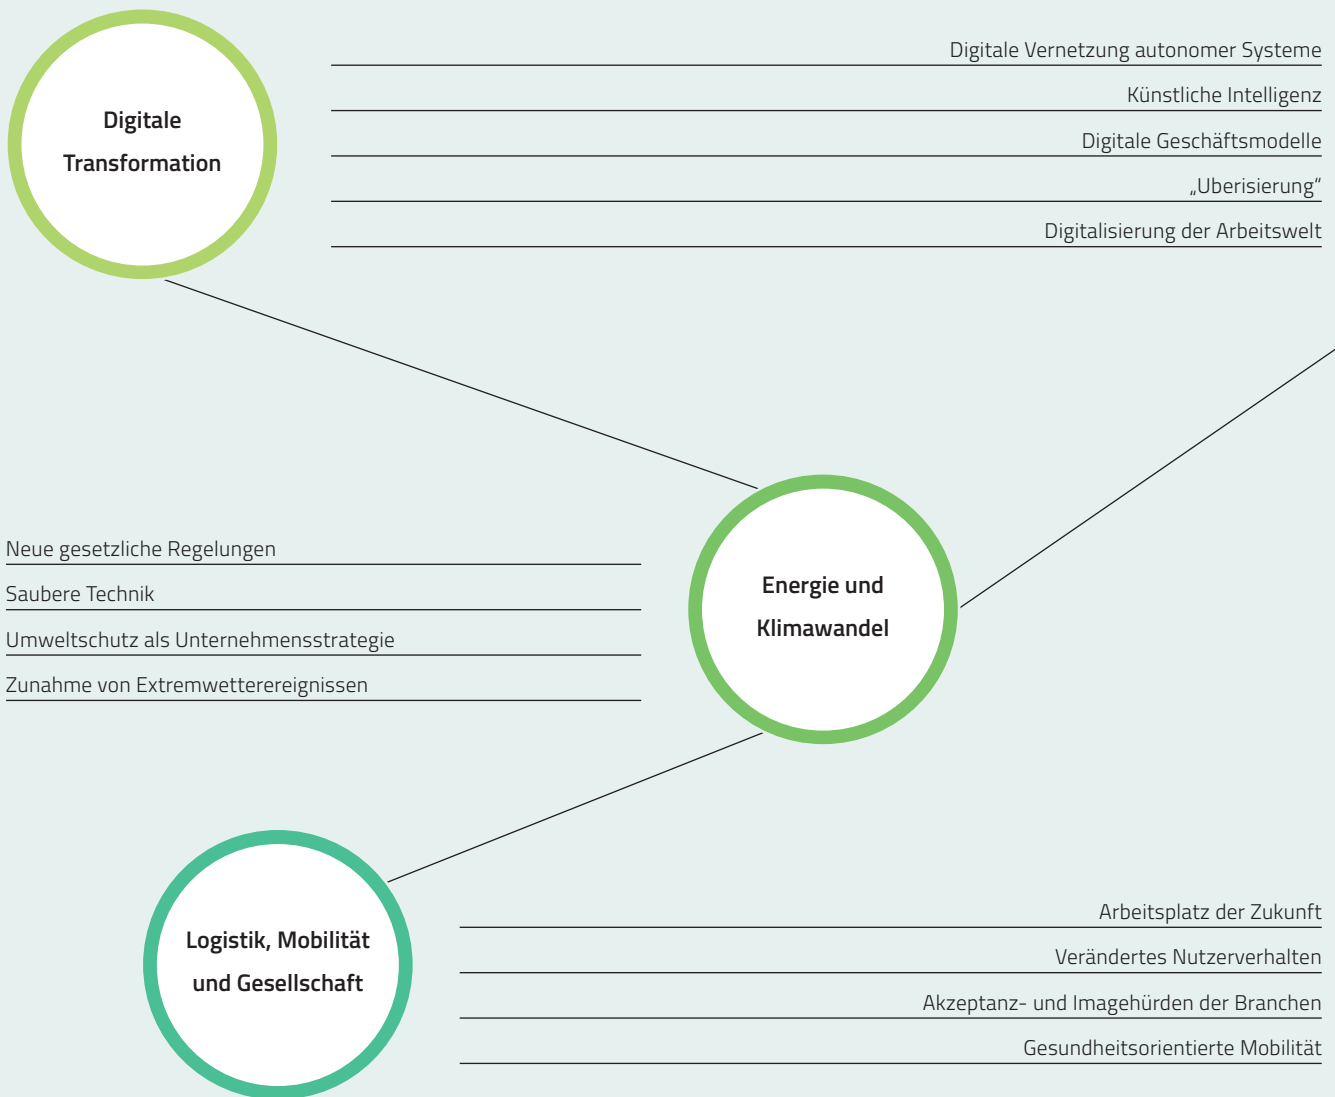 Digitale
Transformation
Digitale Vernetzung autonomer Systeme
Künstliche Intelligenz
Digitale Geschäftsmodelle
„Uberisierung“
Digitalisierung der Arbeitswelt
Neue gesetzliche Regelungen
Saubere Technik
Umweltschutz als Unternehmensstrategie
Zunahme von Extremwetterereignissen
Energie und
Klimawandel
Logistik, Mobilität
und Gesellschaft
Arbeitsplatz der Zukunft
Verändertes Nutzerverhalten
Akzeptanz- und Imagehürden der Branchen
Gesundheitsorientierte Mobilität